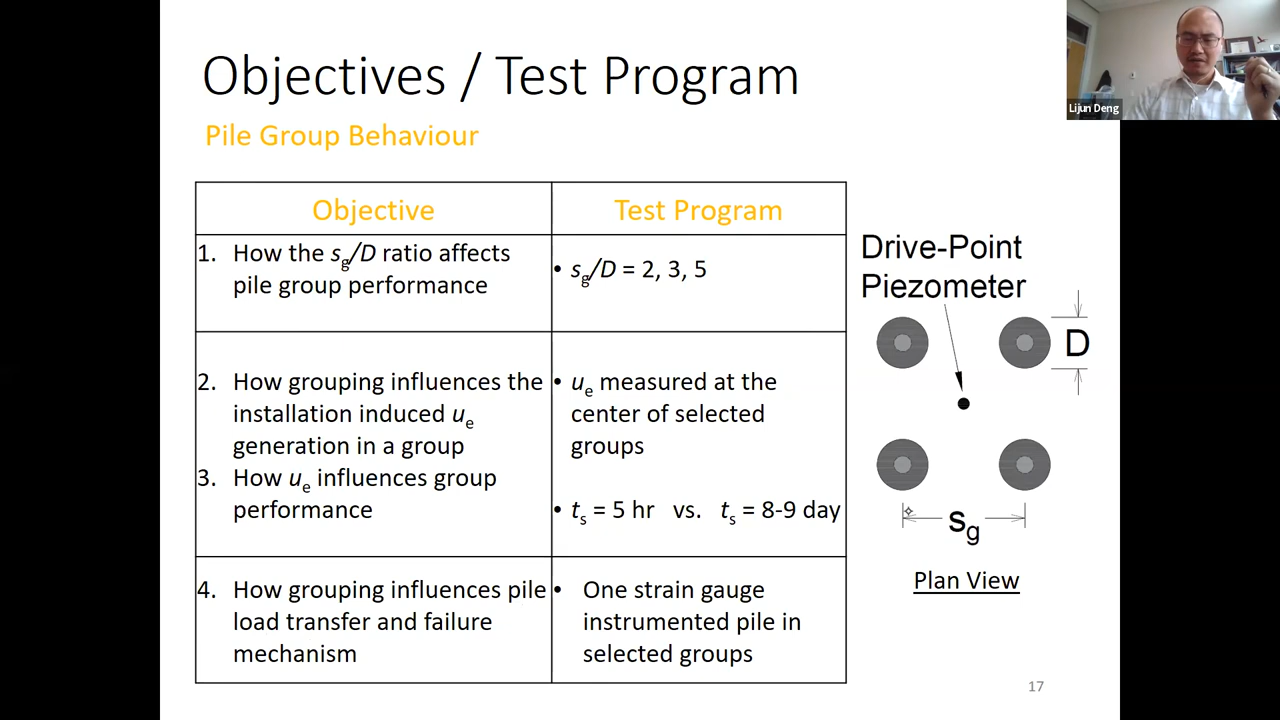 Objectives / Test Program
Pile Group Behaviour
Objective
Test Program
1. How the sg/D ratio affects
pile group performance
• sg/D = 2, 3, 5
2. How grouping influences the
installation induced ue
generation in a group
3. How ue influences group
performance
• ue measured at the
center of selected
groups
• ts = 5 hr vs. ts = 8-9 day
4. How grouping influences pile
load transfer and failure
mechanism
• One strain gauge
instrumented pile in
selected groups
Drive-Point
Piezometer
D
sg
Plan View
17
Lijun Deng